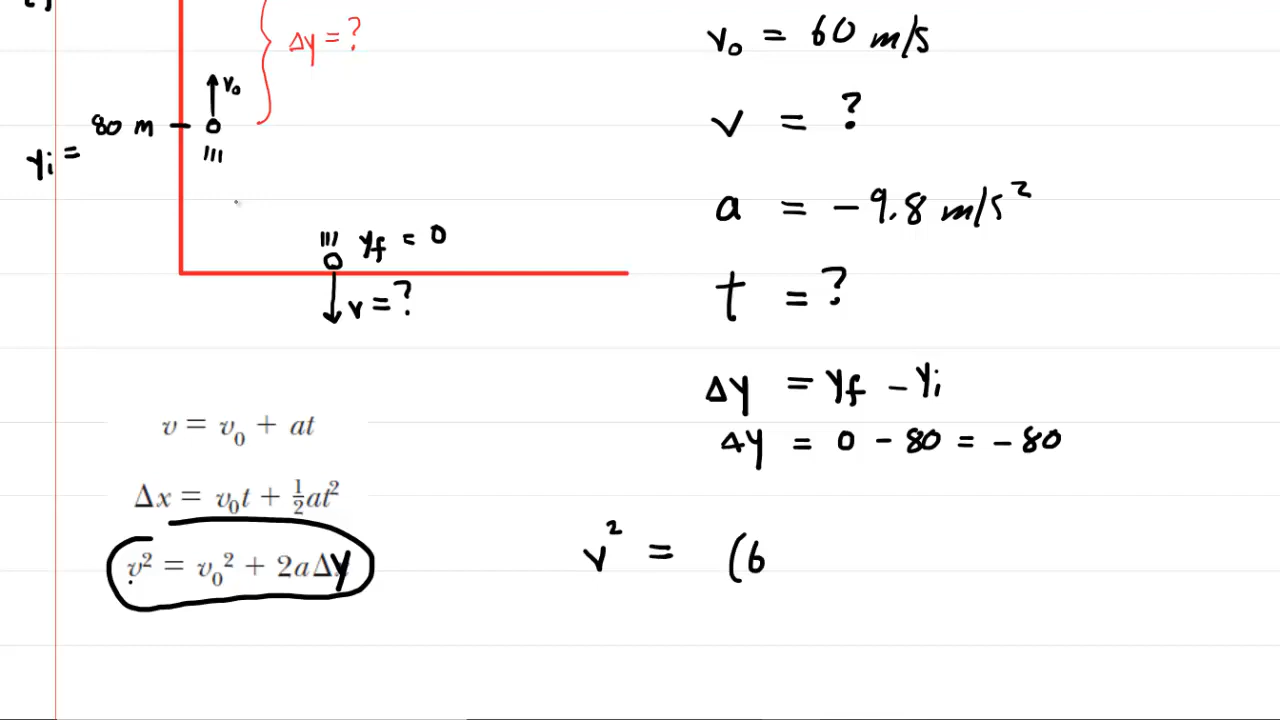 Δy = ?
v₀ = 60 m/s
v₀
v = ?
80 m
yᵢ =
a = -9.8 m/s²
yf = 0
v = ?
t = ?
Δy = yf - yᵢ
v = v₀ + at
Δy = 0 - 80 = -80
Δx = v₀t + ½at²
v² = v₀² + 2aΔy
v² = (6